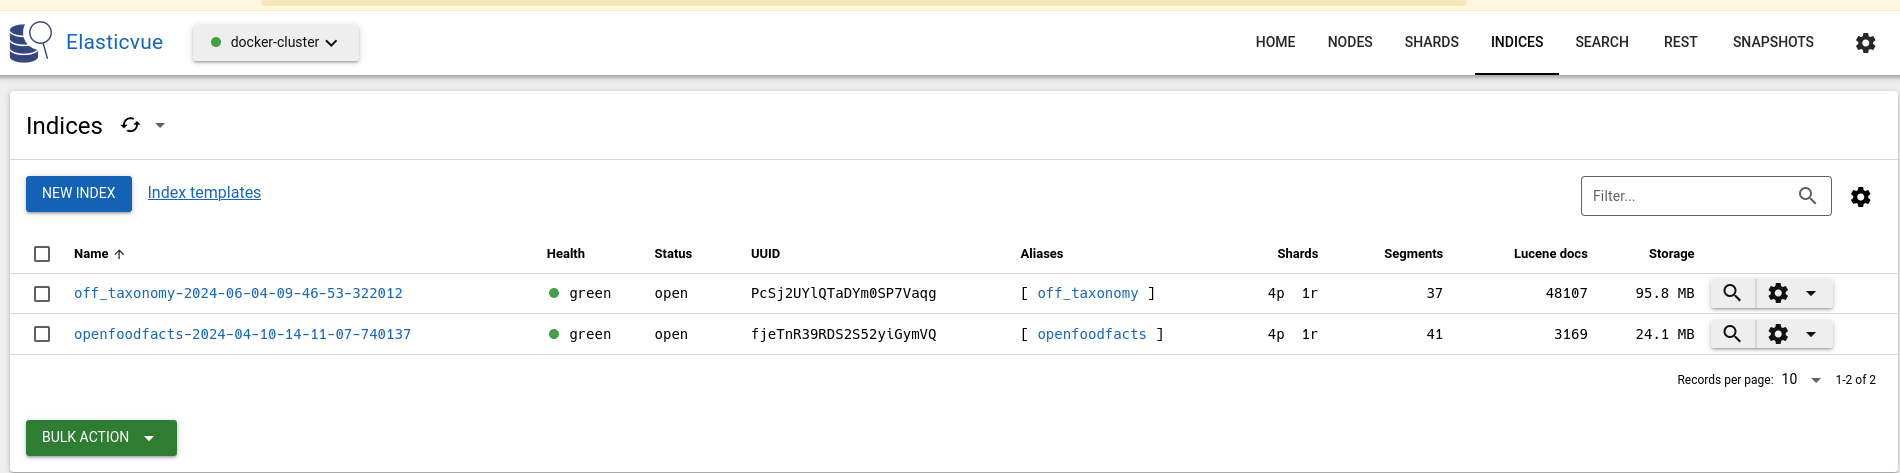 Elasticvue docker-cluster HOME NODES SHARDS INDICES SEARCH REST SNAPSHOTS
Indices
NEW INDEX Index templates Filter...
Name Health Status UUID Aliases Shards Segments Lucene docs Storage
off_taxonomy-2024-06-04-09-46-53-322012 green open PcSj2UYlQTaDYm0SP7Vaqg [ off_taxonomy ] 4p 1r 37 48107 95.8 MB
openfoodfacts-2024-04-10-14-11-07-740137 green open fjeTnR39RDS2S52yiGymVQ [ openfoodfacts ] 4p 1r 41 3169 24.1 MB
Records per page: 10 1-2 of 2
BULK ACTION